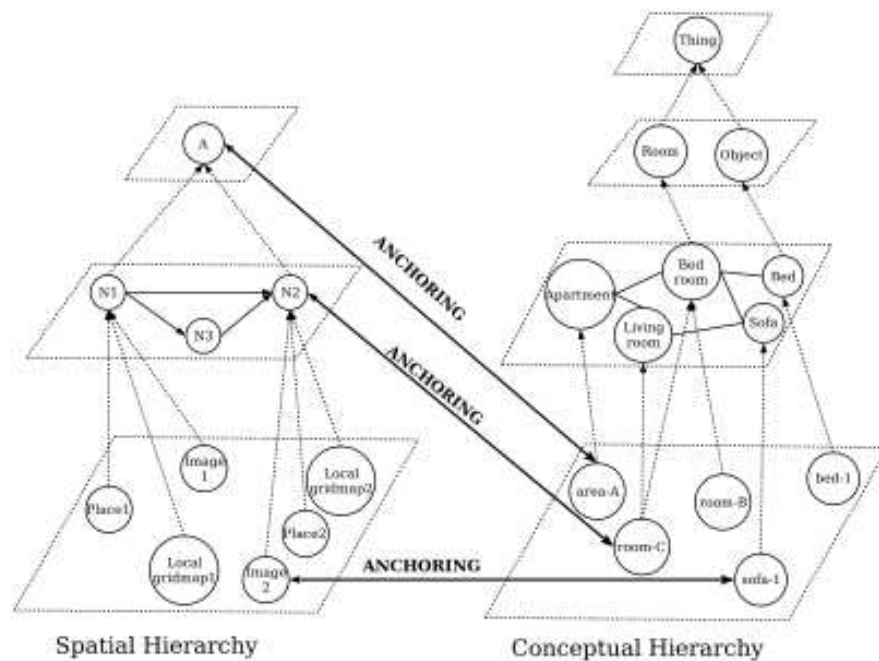 Thing
Room
Object
A
ANCHORING
Bed
room
Bed
Apartment
Living
room
Sofa
N1
N2
N3
ANCHORING
Image
1
Local
gridmap2
Place1
Place2
Local
gridmap1
Image
2
ANCHORING
area-A
room-B
bed-1
room-C
sofa-1
Spatial Hierarchy
Conceptual Hierarchy